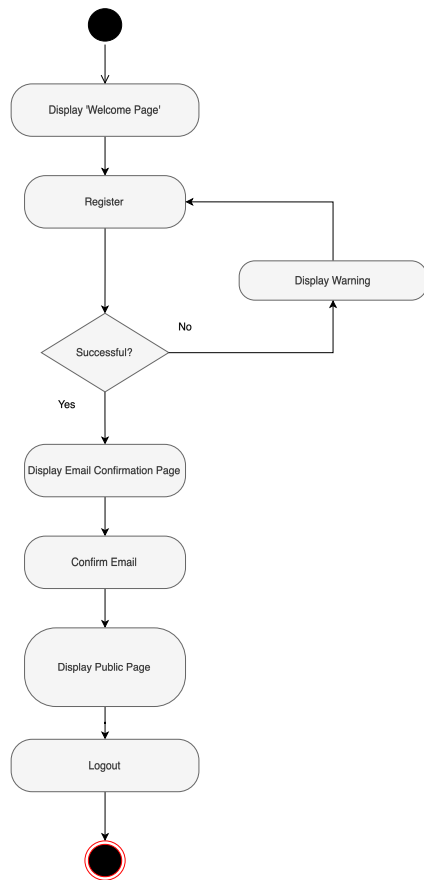 Display 'Welcome Page'
Register
Display Warning
No
Successful?
Yes
Display Email Confirmation Page
Confirm Email
Display Public Page
Logout